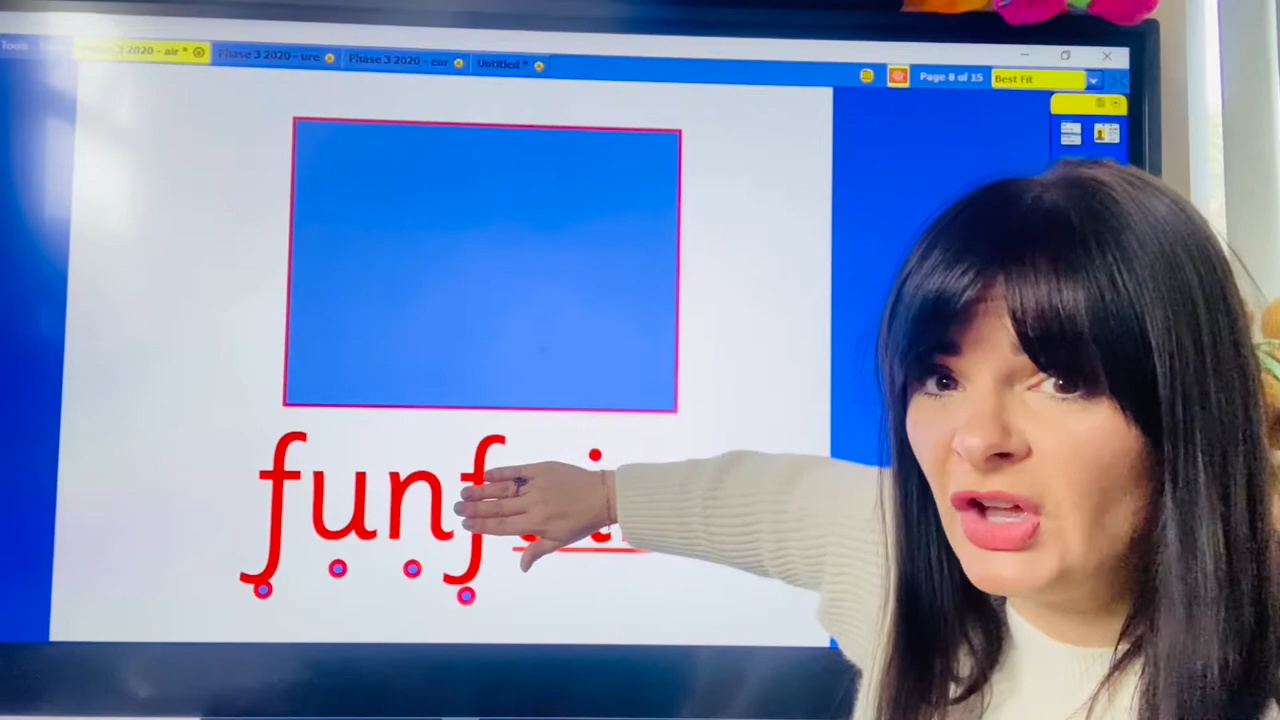 Tools
Phase 3 2020 - air *
Phase 3 2020 - ure
Phase 3 2020 - ear
Untitled *
Page 8 of 15
Best Fit
funf